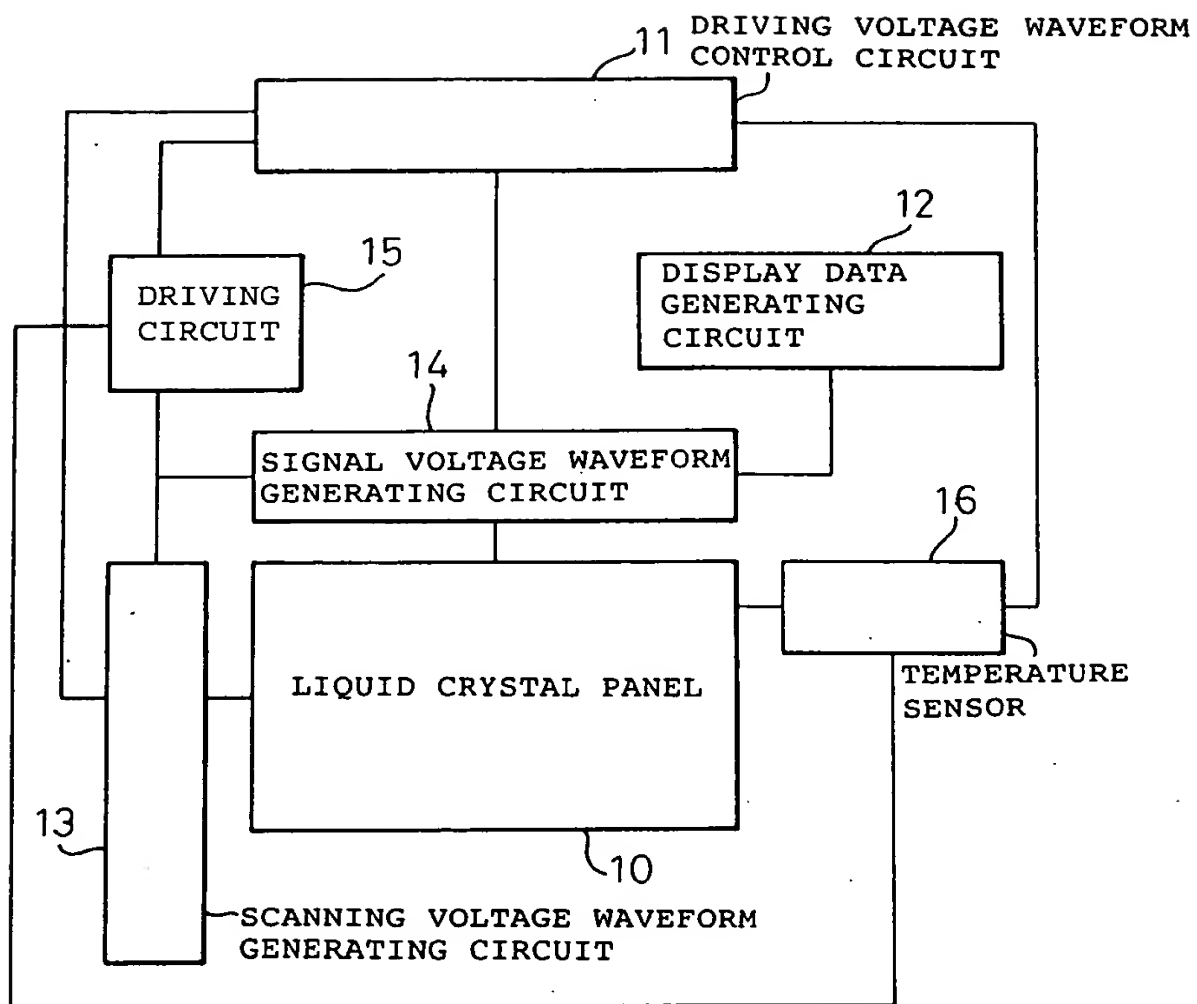 11
DRIVING VOLTAGE WAVEFORM
CONTROL CIRCUIT
12
15
DISPLAY DATA
GENERATING
CIRCUIT
DRIVING
CIRCUIT
14
SIGNAL VOLTAGE WAVEFORM
GENERATING CIRCUIT
16
LIQUID CRYSTAL PANEL
TEMPERATURE
SENSOR
13
10
SCANNING VOLTAGE WAVEFORM
GENERATING CIRCUIT